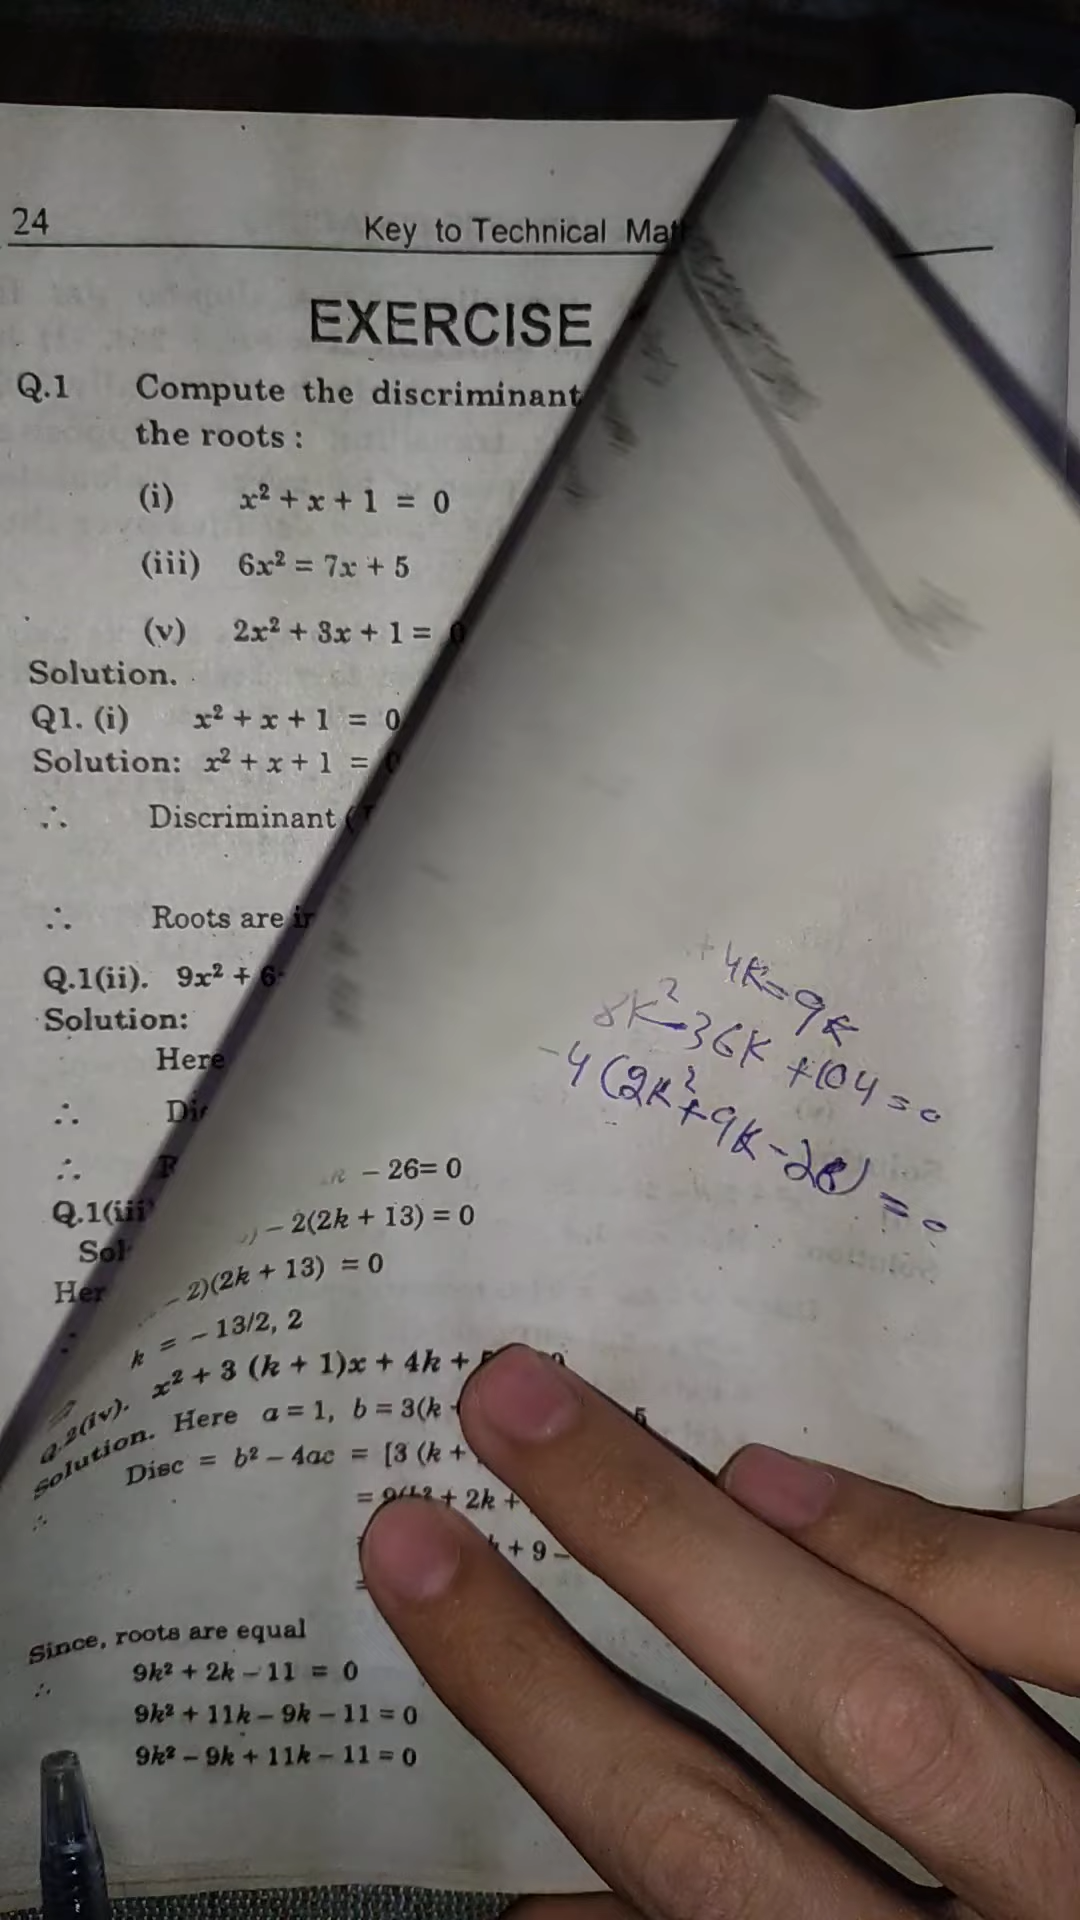 24
Key to Technical
EXERCISE
Q.1 Compute the discriminant
the roots :
(i) x² + x + 1 = 0
(iii) 6x² = 7x + 5
(v) 2x² + 3x + 1 = 0
Solution.
Q1. (i) x² + x + 1 = 0
Solution: x² + x + 1 =
∴ Discriminant
∴ Roots are
Q.1(ii). 9x² + 6
Solution:
Here
∴
∴
Q.1(iii
- 26= 0
- 2(2k + 13) = 0
2)(2k + 13) = 0
k = - 13/2, 2
Q.2(iv). x² + 3 (k + 1)x + 4k +
Solution. Here a = 1, b = 3(k
∴ Disc = b² - 4ac = [3 (k +
= + 2k +
+ 9 -
=
Since, roots are equal
∴ 9k² + 2k - 11 = 0
9k² + 11k - 9k - 11 = 0
9k² - 9k + 11k - 11 = 0
+4k=9k
-36k +104=0
-4(2k²+9k-28)=0